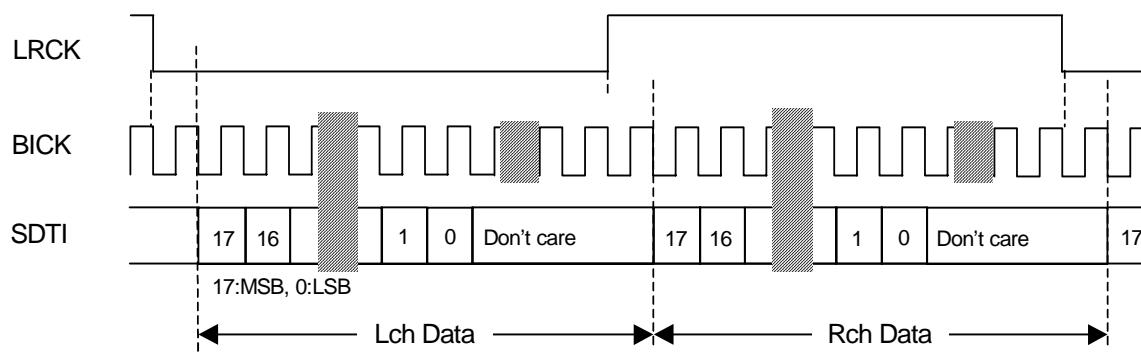 LRCK
BICK
SDTI
17 16 1 0 Don't care 17 16 1 0 Don't care 17
17:MSB, 0:LSB
Lch Data Rch Data